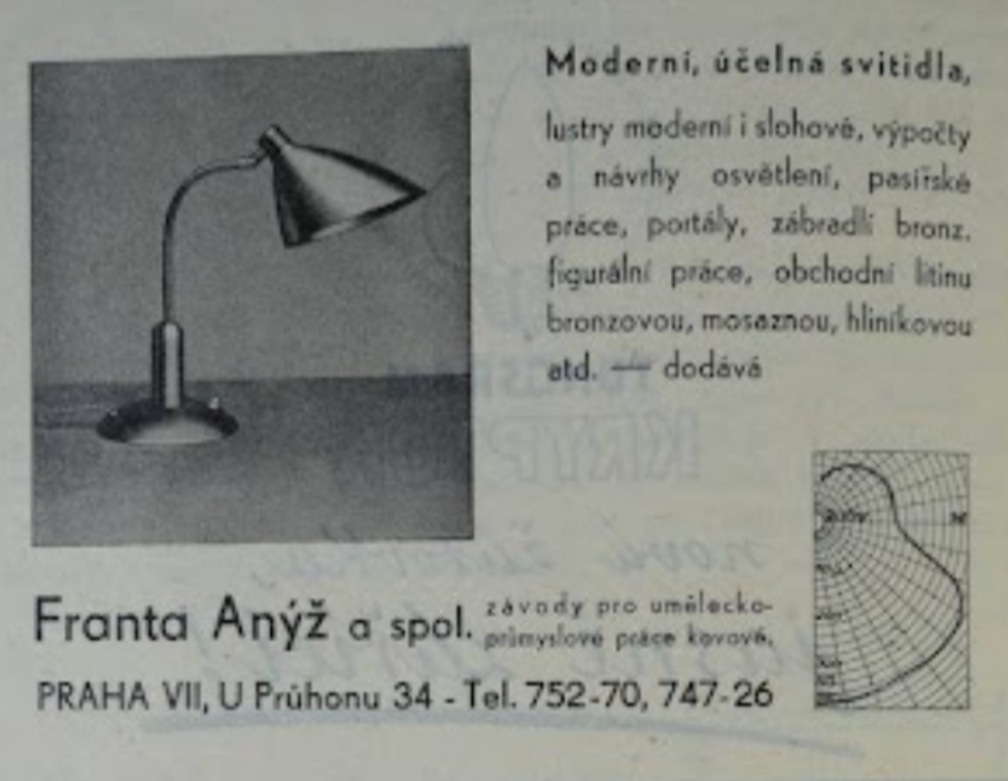 Moderní, účelná svitidla,
lustry moderní i slohové, výpočty
a návrhy osvětlení, pasířské
práce, portály, zábradlí bronz.
figurální práce, obchodní litinu
bronzovou, mosaznou, hliníkovou
atd. — dodává
Franta Anýž a spol. závody pro umělecko-
průmyslové práce kovové.
PRAHA VII, U Průhonu 34 - Tel. 752-70, 747-26